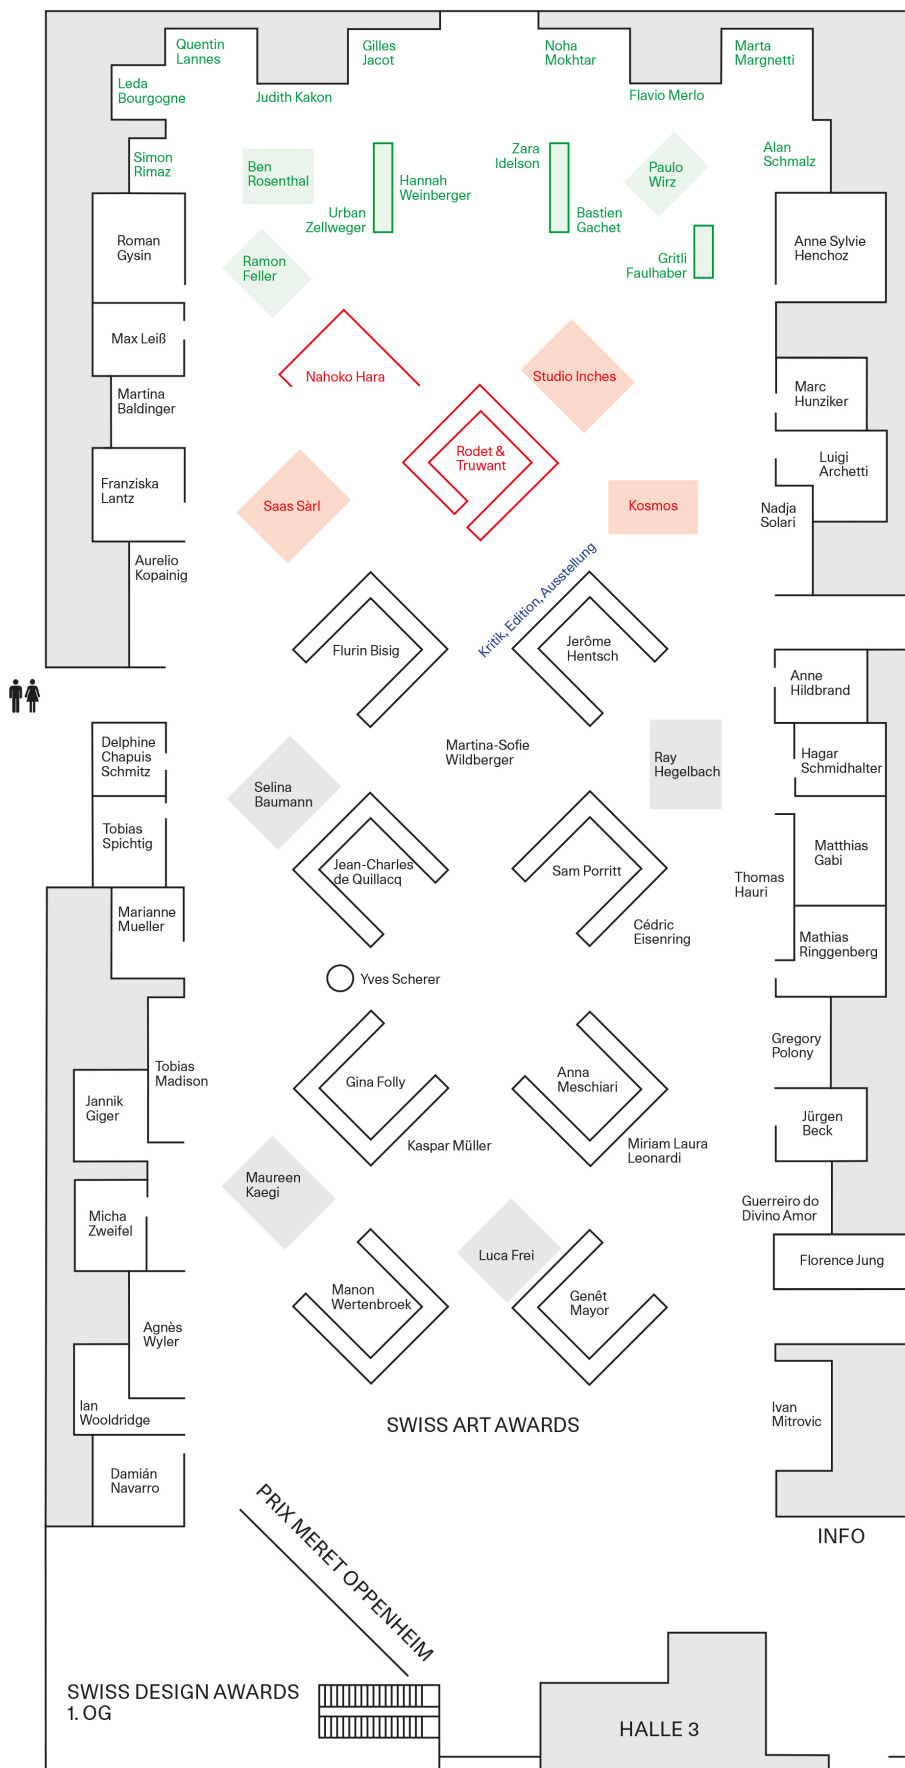 Quentin
Lannes
Gilles
Jacot
Noha
Mokhtar
Marta
Margnetti
Leda
Bourgogne
Judith Kakon
Flavio Merlo
Simon
Rimaz
Ben
Rosenthal
Hannah
Weinberger
Urban
Zellweger
Zara
Idelson
Bastien
Gachet
Paulo
Wirz
Alan
Schmalz
Roman
Gysin
Ramon
Feller
Gritli
Faulhaber
Anne Sylvie
Henchoz
Max Leiß
Nahoko Hara
Studio Inches
Martina
Baldinger
Marc
Hunziker
Rodet &
Truwant
Luigi
Archetti
Franziska
Lantz
Saas Sàrl
Kosmos
Nadja
Solari
Aurelio
Kopainig
Kritik, Edition, Ausstellung
Flurin Bisig
Jerôme
Hentsch
Anne
Hildbrand
Delphine
Chapuis
Schmitz
Martina-Sofie
Wildberger
Ray
Hegelbach
Hagar
Schmidhalter
Selina
Baumann
Tobias
Spichtig
Jean-Charles
de Quillacq
Sam Porritt
Thomas
Hauri
Matthias
Gabi
Marianne
Mueller
Cédric
Eisenring
Mathias
Ringgenberg
Yves Scherer
Tobias
Madison
Gina Folly
Anna
Meschiari
Gregory
Polony
Jannik
Giger
Kaspar Müller
Miriam Laura
Leonardi
Jürgen
Beck
Micha
Zweifel
Maureen
Kaegi
Guerreiro do
Divino Amor
Luca Frei
Florence Jung
Agnès
Wyler
Manon
Wertenbroek
Genêt
Mayor
Ian
Wooldridge
SWISS ART AWARDS
Ivan
Mitrovic
Damián
Navarro
PRIX MERET OPPENHEIM
INFO
SWISS DESIGN AWARDS
1. OG
HALLE 3